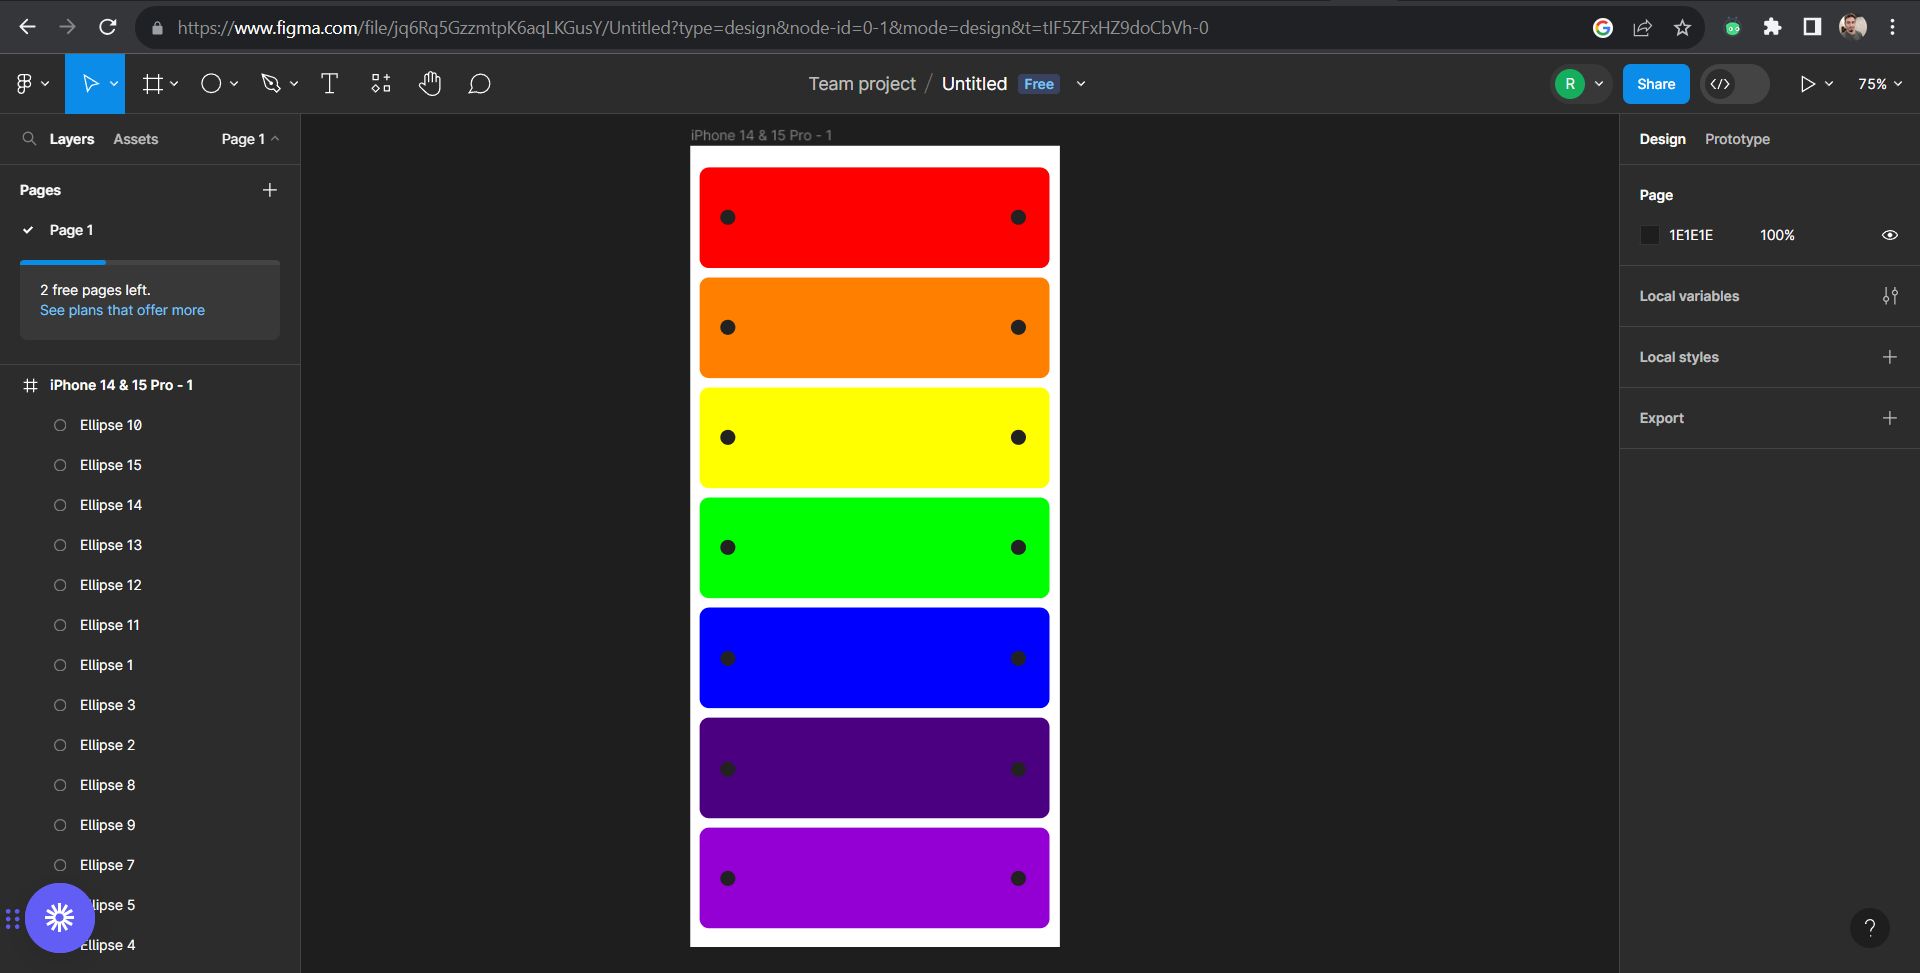 https://www.figma.com/file/jq6Rq5GzzmtpK6aqLKGusY/Untitled?type=design&node-id=0-1&mode=design&t=tIF5ZFxHZ9doCbVh-0
Team project / Untitled Free
R
Share
75%
Layers Assets Page 1
Pages
Page 1
2 free pages left.
See plans that offer more
iPhone 14 & 15 Pro - 1
Ellipse 10
Ellipse 15
Ellipse 14
Ellipse 13
Ellipse 12
Ellipse 11
Ellipse 1
Ellipse 3
Ellipse 2
Ellipse 8
Ellipse 9
Ellipse 7
lipse 5
Ellipse 4
iPhone 14 & 15 Pro - 1
Design Prototype
Page
1E1E1E 100%
Local variables
Local styles
Export
?